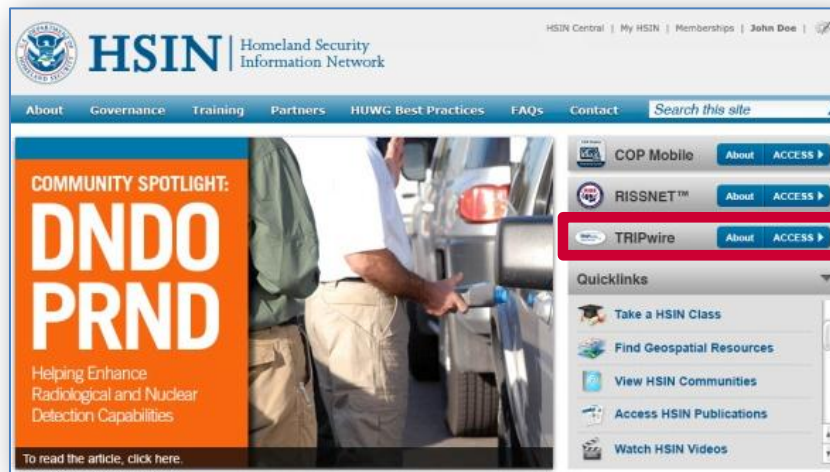 HSIN Central | My HSIN | Memberships | John Doe |
HSIN Homeland Security
Information Network
About Governance Training Partners HUWG Best Practices FAQs Contact Search this site
COMMUNITY SPOTLIGHT:
DNDO
PRND
Helping Enhance
Radiological and Nuclear
Detection Capabilities
To read the article, click here.
COP Mobile About ACCESS
RISSNET™ About ACCESS
TRIPwire About ACCESS
Quicklinks
Take a HSIN Class
Find Geospatial Resources
View HSIN Communities
Access HSIN Publications
Watch HSIN Videos